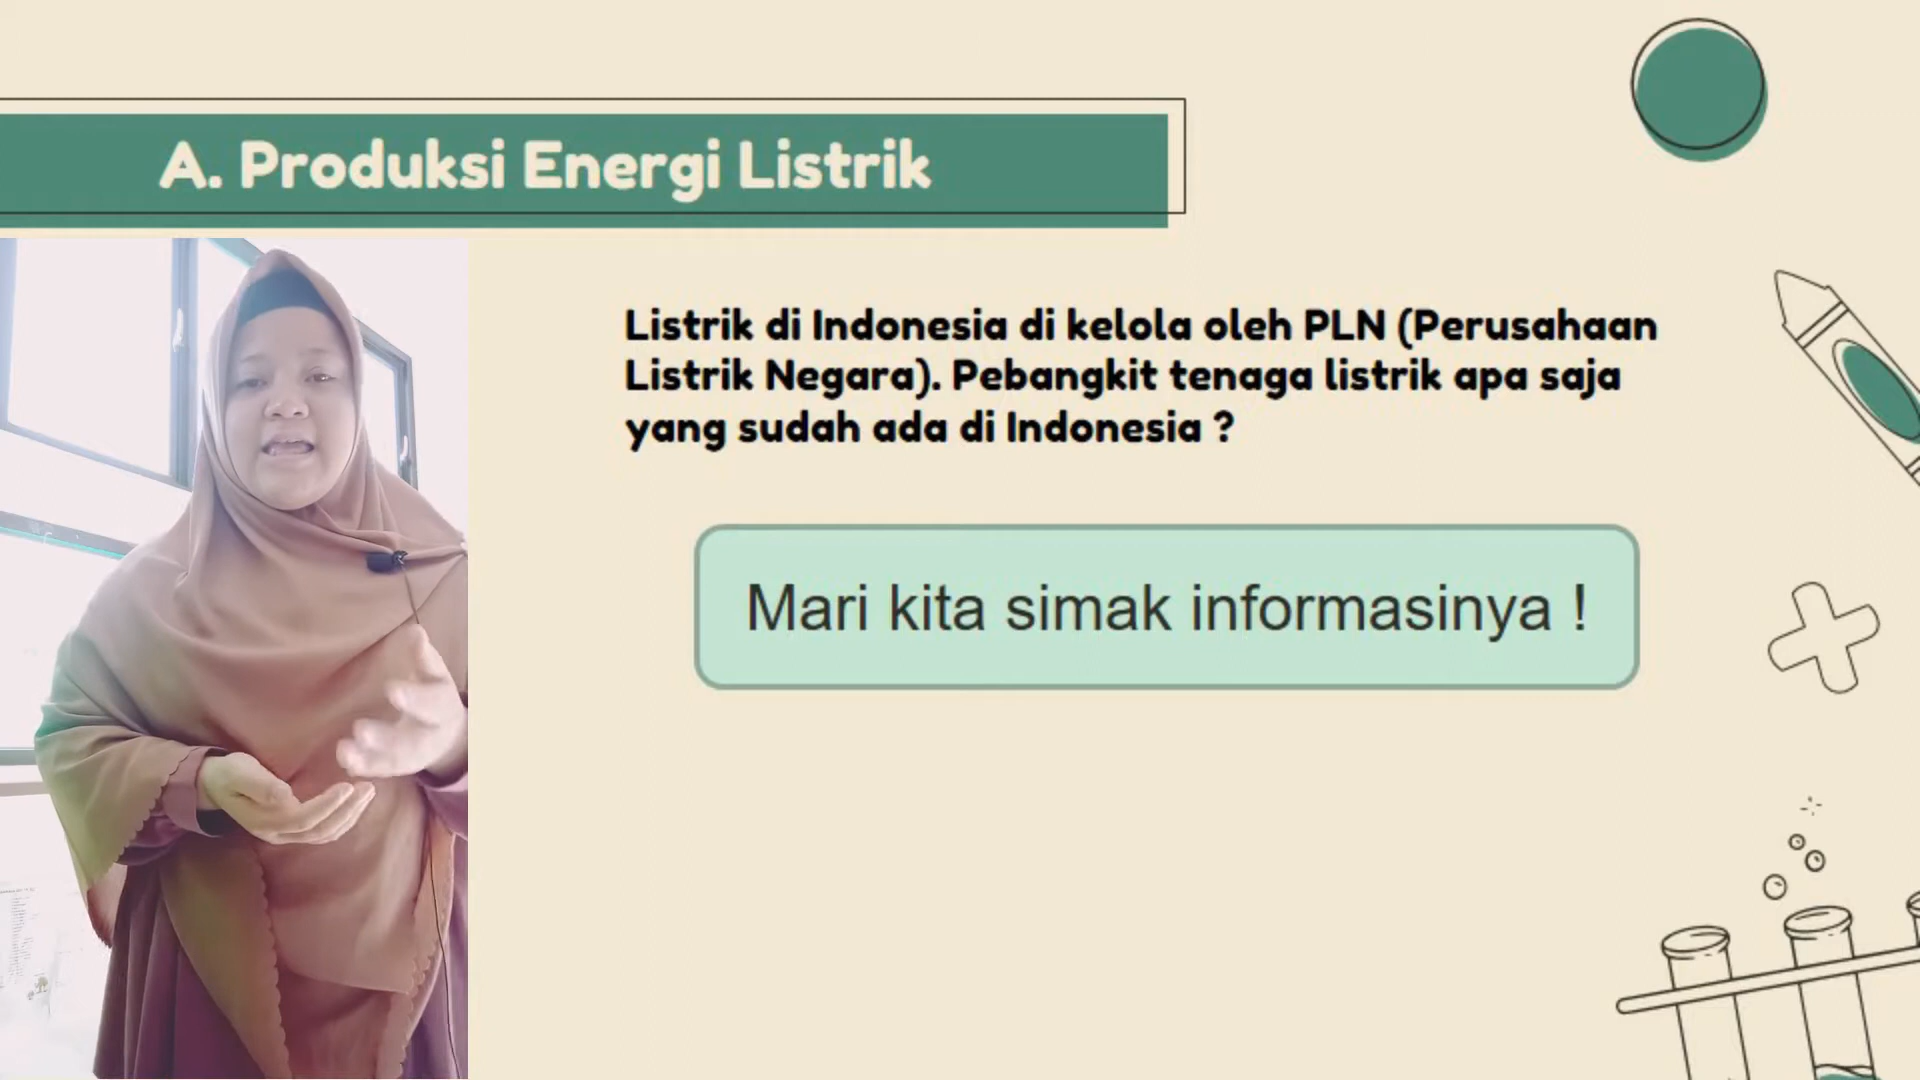 A. Produksi Energi Listrik
Listrik di Indonesia di kelola oleh PLN (Perusahaan
Listrik Negara). Pebangkit tenaga listrik apa saja
yang sudah ada di Indonesia ?
Mari kita simak informasinya !